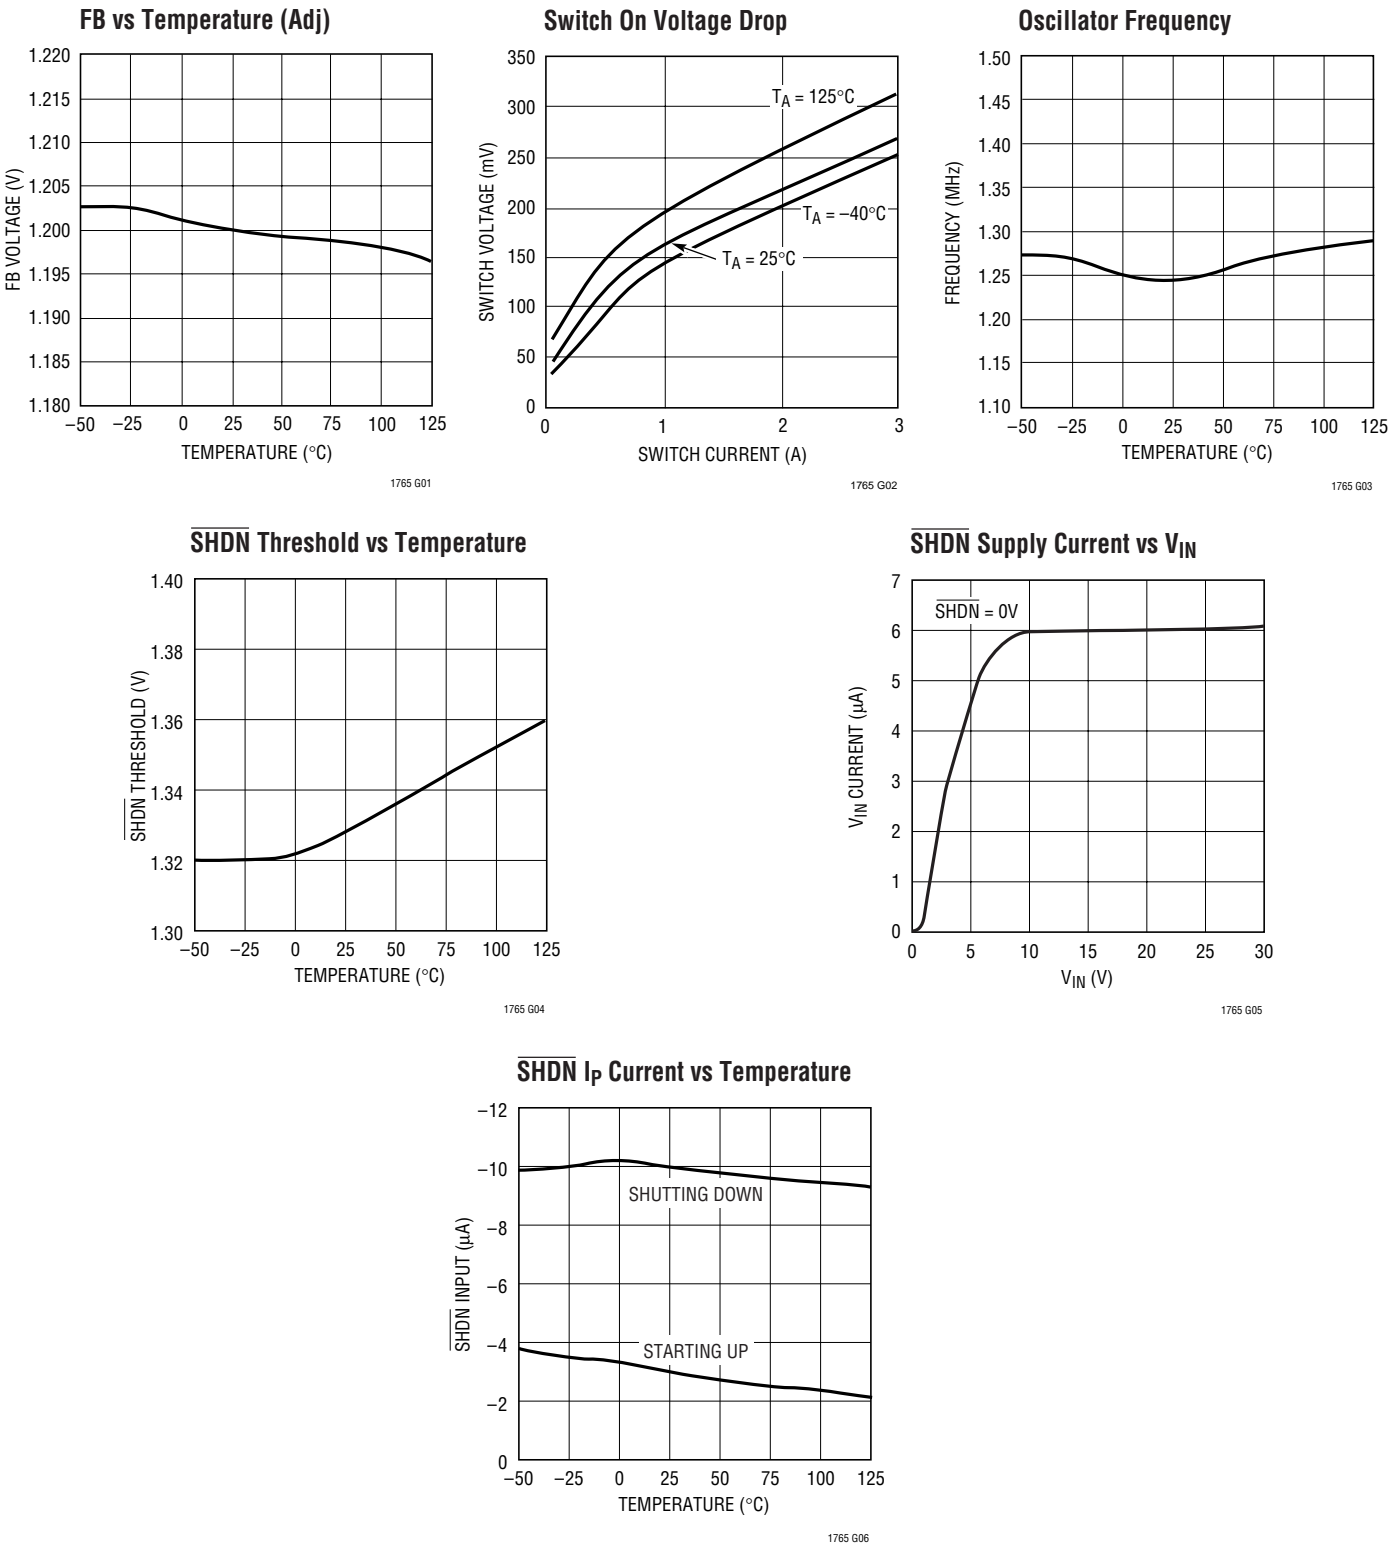 FB vs Temperature (Adj)
1.220
1.215
1.210
1.205
1.200
1.195
1.190
1.185
1.180
FB VOLTAGE (V)
–50 –25 0 25 50 75 100 125
TEMPERATURE (°C)
1765 G01
Switch On Voltage Drop
350
300
250
200
150
100
50
0
SWITCH VOLTAGE (mV)
TA = 125°C
TA = –40°C
TA = 25°C
0 1 2 3
SWITCH CURRENT (A)
1765 G02
Oscillator Frequency
1.50
1.45
1.40
1.35
1.30
1.25
1.20
1.15
1.10
FREQUENCY (MHz)
–50 –25 0 25 50 75 100 125
TEMPERATURE (°C)
1765 G03
SHDN Threshold vs Temperature
1.40
1.38
1.36
1.34
1.32
1.30
SHDN THRESHOLD (V)
–50 –25 0 25 50 75 100 125
TEMPERATURE (°C)
1765 G04
SHDN Supply Current vs VIN
7
6
5
4
3
2
1
0
VIN CURRENT (µA)
SHDN = 0V
0 5 10 15 20 25 30
VIN (V)
1765 G05
SHDN IP Current vs Temperature
–12
–10
–8
–6
–4
–2
0
SHDN INPUT (µA)
SHUTTING DOWN
STARTING UP
–50 –25 0 25 50 75 100 125
TEMPERATURE (°C)
1765 G06